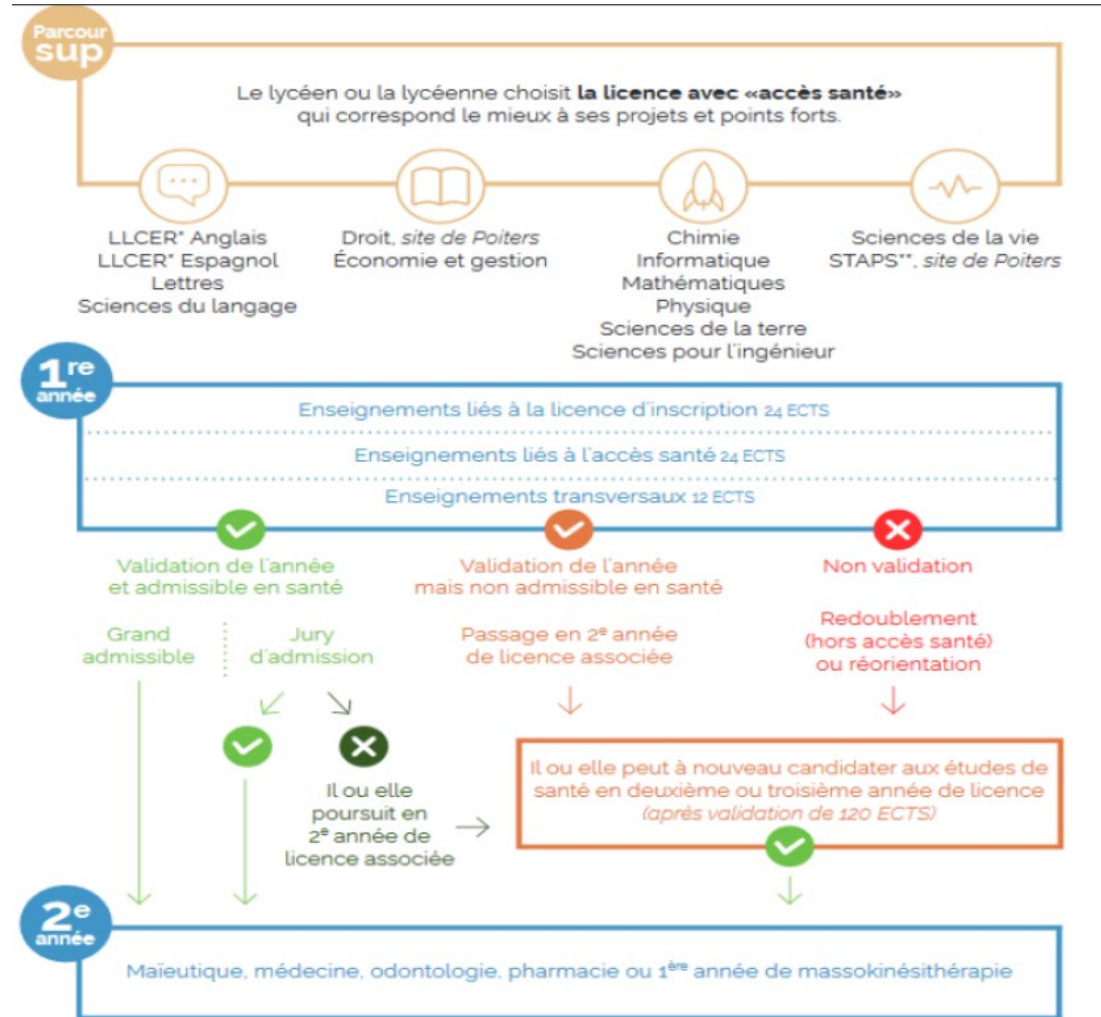 Parcour
sup
Le lycéen ou la lycéenne choisit la licence avec «accès santé»
qui correspond le mieux à ses projets et points forts.
LLCER* Anglais
LLCER* Espagnol
Lettres
Sciences du langage
Droit, site de Poiters
Économie et gestion
Chimie
Informatique
Mathématiques
Physique
Sciences de la terre
Sciences pour l'ingénieur
Sciences de la vie
STAPS**, site de Poiters
1re
année
Enseignements liés à la licence d'inscription 24 ECTS
Enseignements liés à l'accès santé 24 ECTS
Enseignements transversaux 12 ECTS
Validation de l'année
et admissible en santé
Grand
admissible
Jury
d'admission
Validation de l'année
mais non admissible en santé
Passage en 2e année
de licence associée
Non validation
Redoublement
(hors accès santé)
ou réorientation
Il ou elle
poursuit en
2e année de
licence associée
Il ou elle peut à nouveau candidater aux études de
santé en deuxième ou troisième année de licence
(après validation de 120 ECTS)
2e
année
Maïeutique, médecine, odontologie, pharmacie ou 1ère année de massokinésithérapie